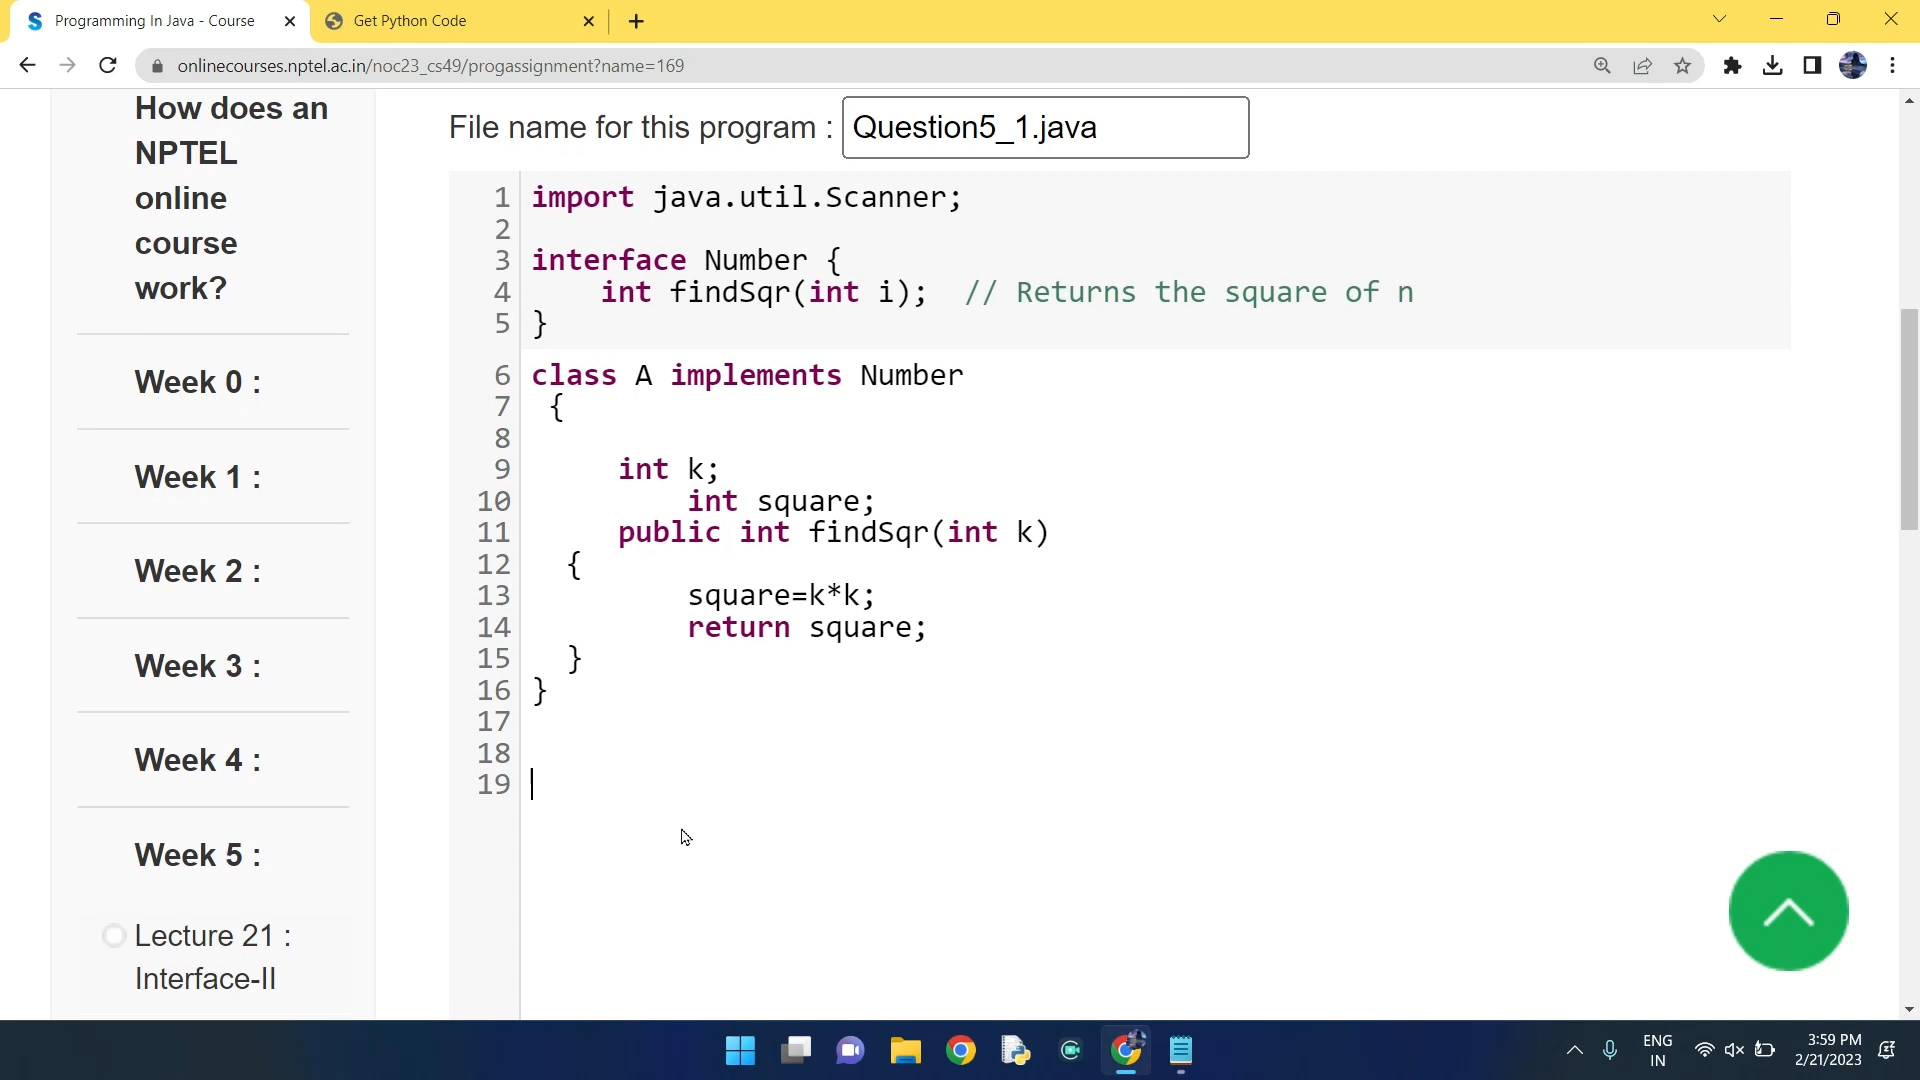 Programming In Java - Course
Get Python Code
onlinecourses.nptel.ac.in/noc23_cs49/progassignment?name=169
How does an
NPTEL
online
course
work?
Week 0 :
Week 1 :
Week 2 :
Week 3 :
Week 4 :
Week 5 :
Lecture 21 :
Interface-II
File name for this program : Question5_1.java
1 import java.util.Scanner;
2
3 interface Number {
4 int findSqr(int i); // Returns the square of n
5 }
6 class A implements Number
7 {
8
9 int k;
10 int square;
11 public int findSqr(int k)
12 {
13 square=k*k;
14 return square;
15 }
16 }
17
18
19
ENG
IN
3:59 PM
2/21/2023